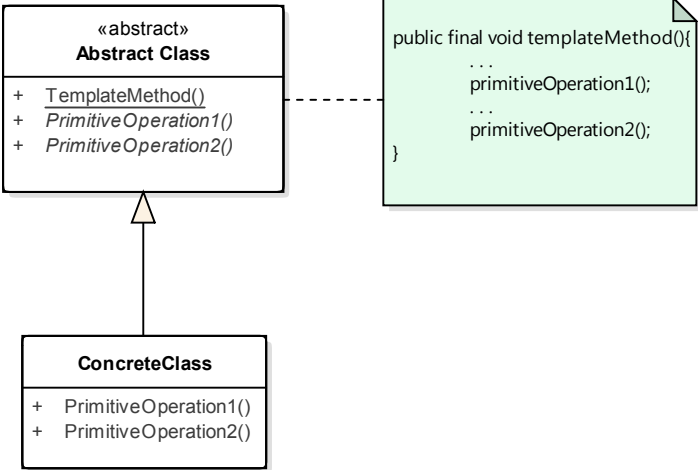 «abstract»
Abstract Class
+ TemplateMethod()
+ PrimitiveOperation1()
+ PrimitiveOperation2()
public final void templateMethod(){
. . .
primitiveOperation1();
. . .
primitiveOperation2();
}
ConcreteClass
+ PrimitiveOperation1()
+ PrimitiveOperation2()